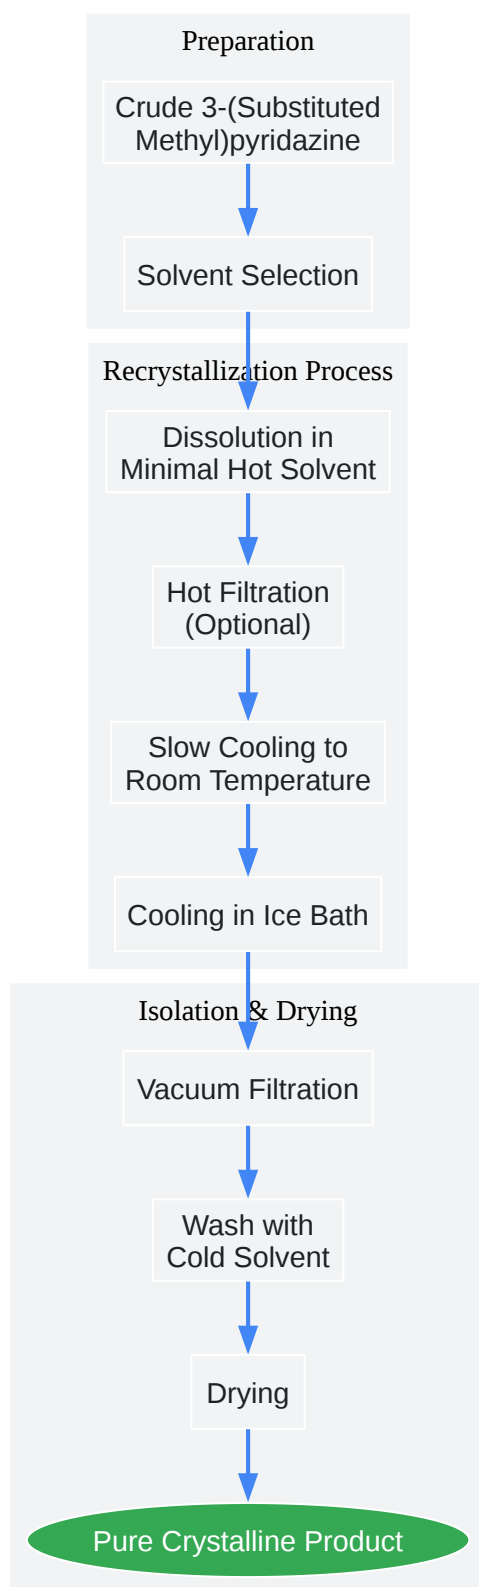 Preparation
Crude 3-(Substituted
Methyl)pyridazine
Solvent Selection
Recrystallization Process
Dissolution in
Minimal Hot Solvent
Hot Filtration
(Optional)
Slow Cooling to
Room Temperature
Cooling in Ice Bath
Isolation & Drying
Vacuum Filtration
Wash with
Cold Solvent
Drying
Pure Crystalline Product